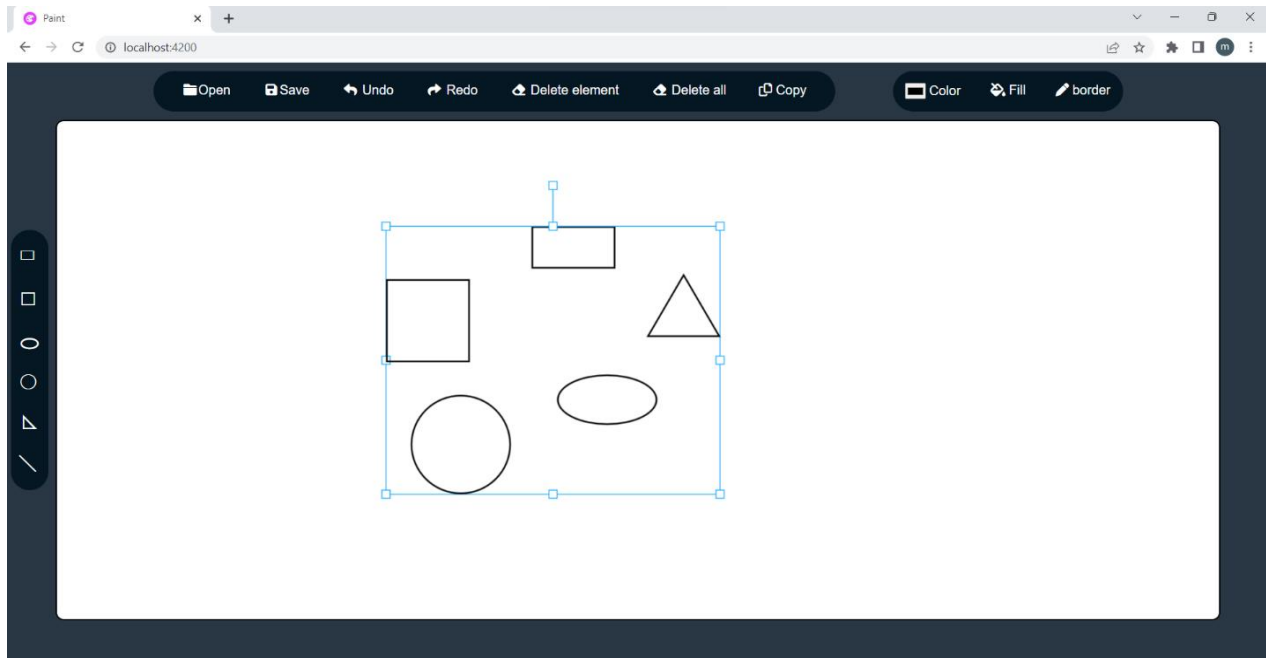 Paint
localhost:4200
m
Open Save Undo Redo Delete element Delete all Copy Color Fill border